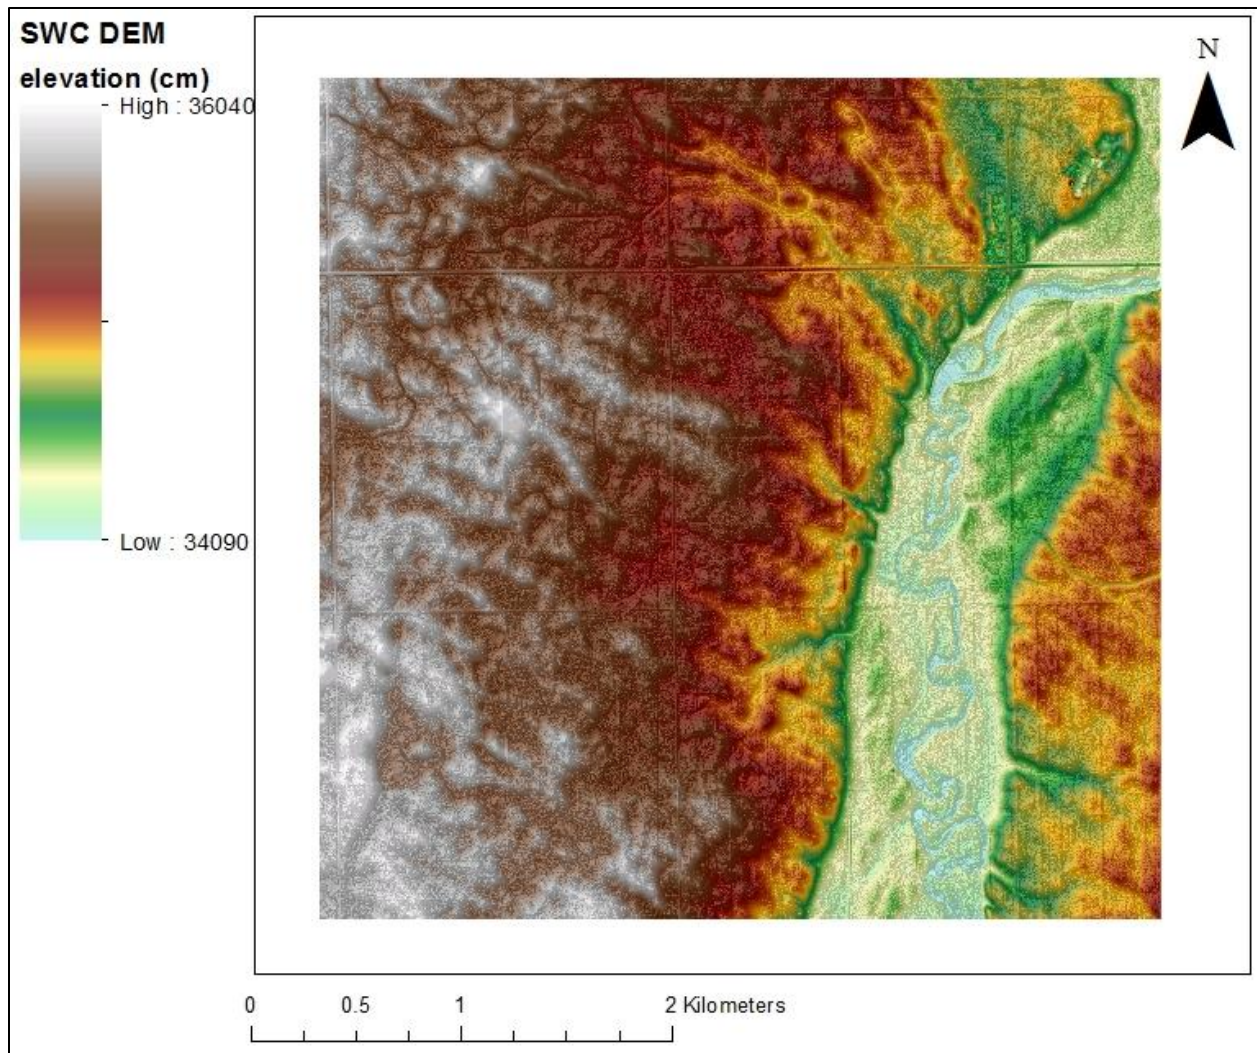 SWC DEM
elevation (cm)
High : 36040
Low : 34090
N
0 0.5 1 2 Kilometers